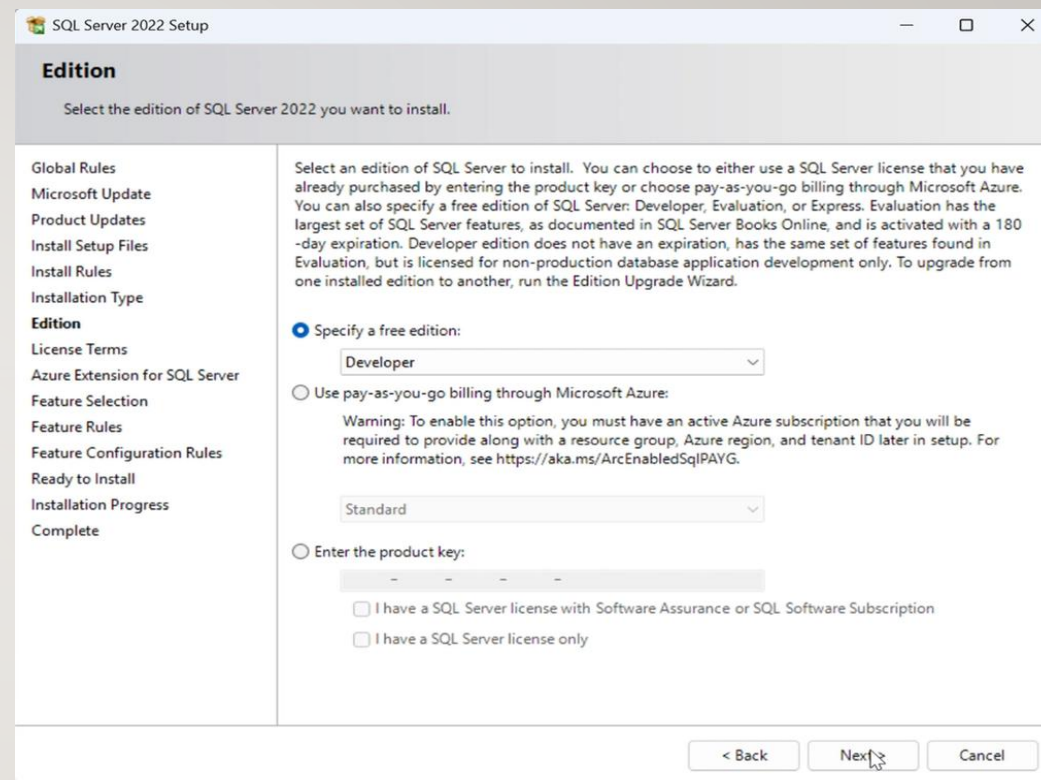 SQL Server 2022 Setup
Edition
Select the edition of SQL Server 2022 you want to install.
Global Rules
Microsoft Update
Product Updates
Install Setup Files
Install Rules
Installation Type
Edition
License Terms
Azure Extension for SQL Server
Feature Selection
Feature Rules
Feature Configuration Rules
Ready to Install
Installation Progress
Complete
Select an edition of SQL Server to install. You can choose to either use a SQL Server license that you have
already purchased by entering the product key or choose pay-as-you-go billing through Microsoft Azure.
You can also specify a free edition of SQL Server: Developer, Evaluation, or Express. Evaluation has the
largest set of SQL Server features, as documented in SQL Server Books Online, and is activated with a 180
-day expiration. Developer edition does not have an expiration, has the same set of features found in
Evaluation, but is licensed for non-production database application development only. To upgrade from
one installed edition to another, run the Edition Upgrade Wizard.
Specify a free edition:
Developer
Use pay-as-you-go billing through Microsoft Azure:
Warning: To enable this option, you must have an active Azure subscription that you will be
required to provide along with a resource group, Azure region, and tenant ID later in setup. For
more information, see https://aka.ms/ArcEnabledSqlPAYG.
Standard
Enter the product key:
- - - -
I have a SQL Server license with Software Assurance or SQL Software Subscription
I have a SQL Server license only
< Back
Next >
Cancel